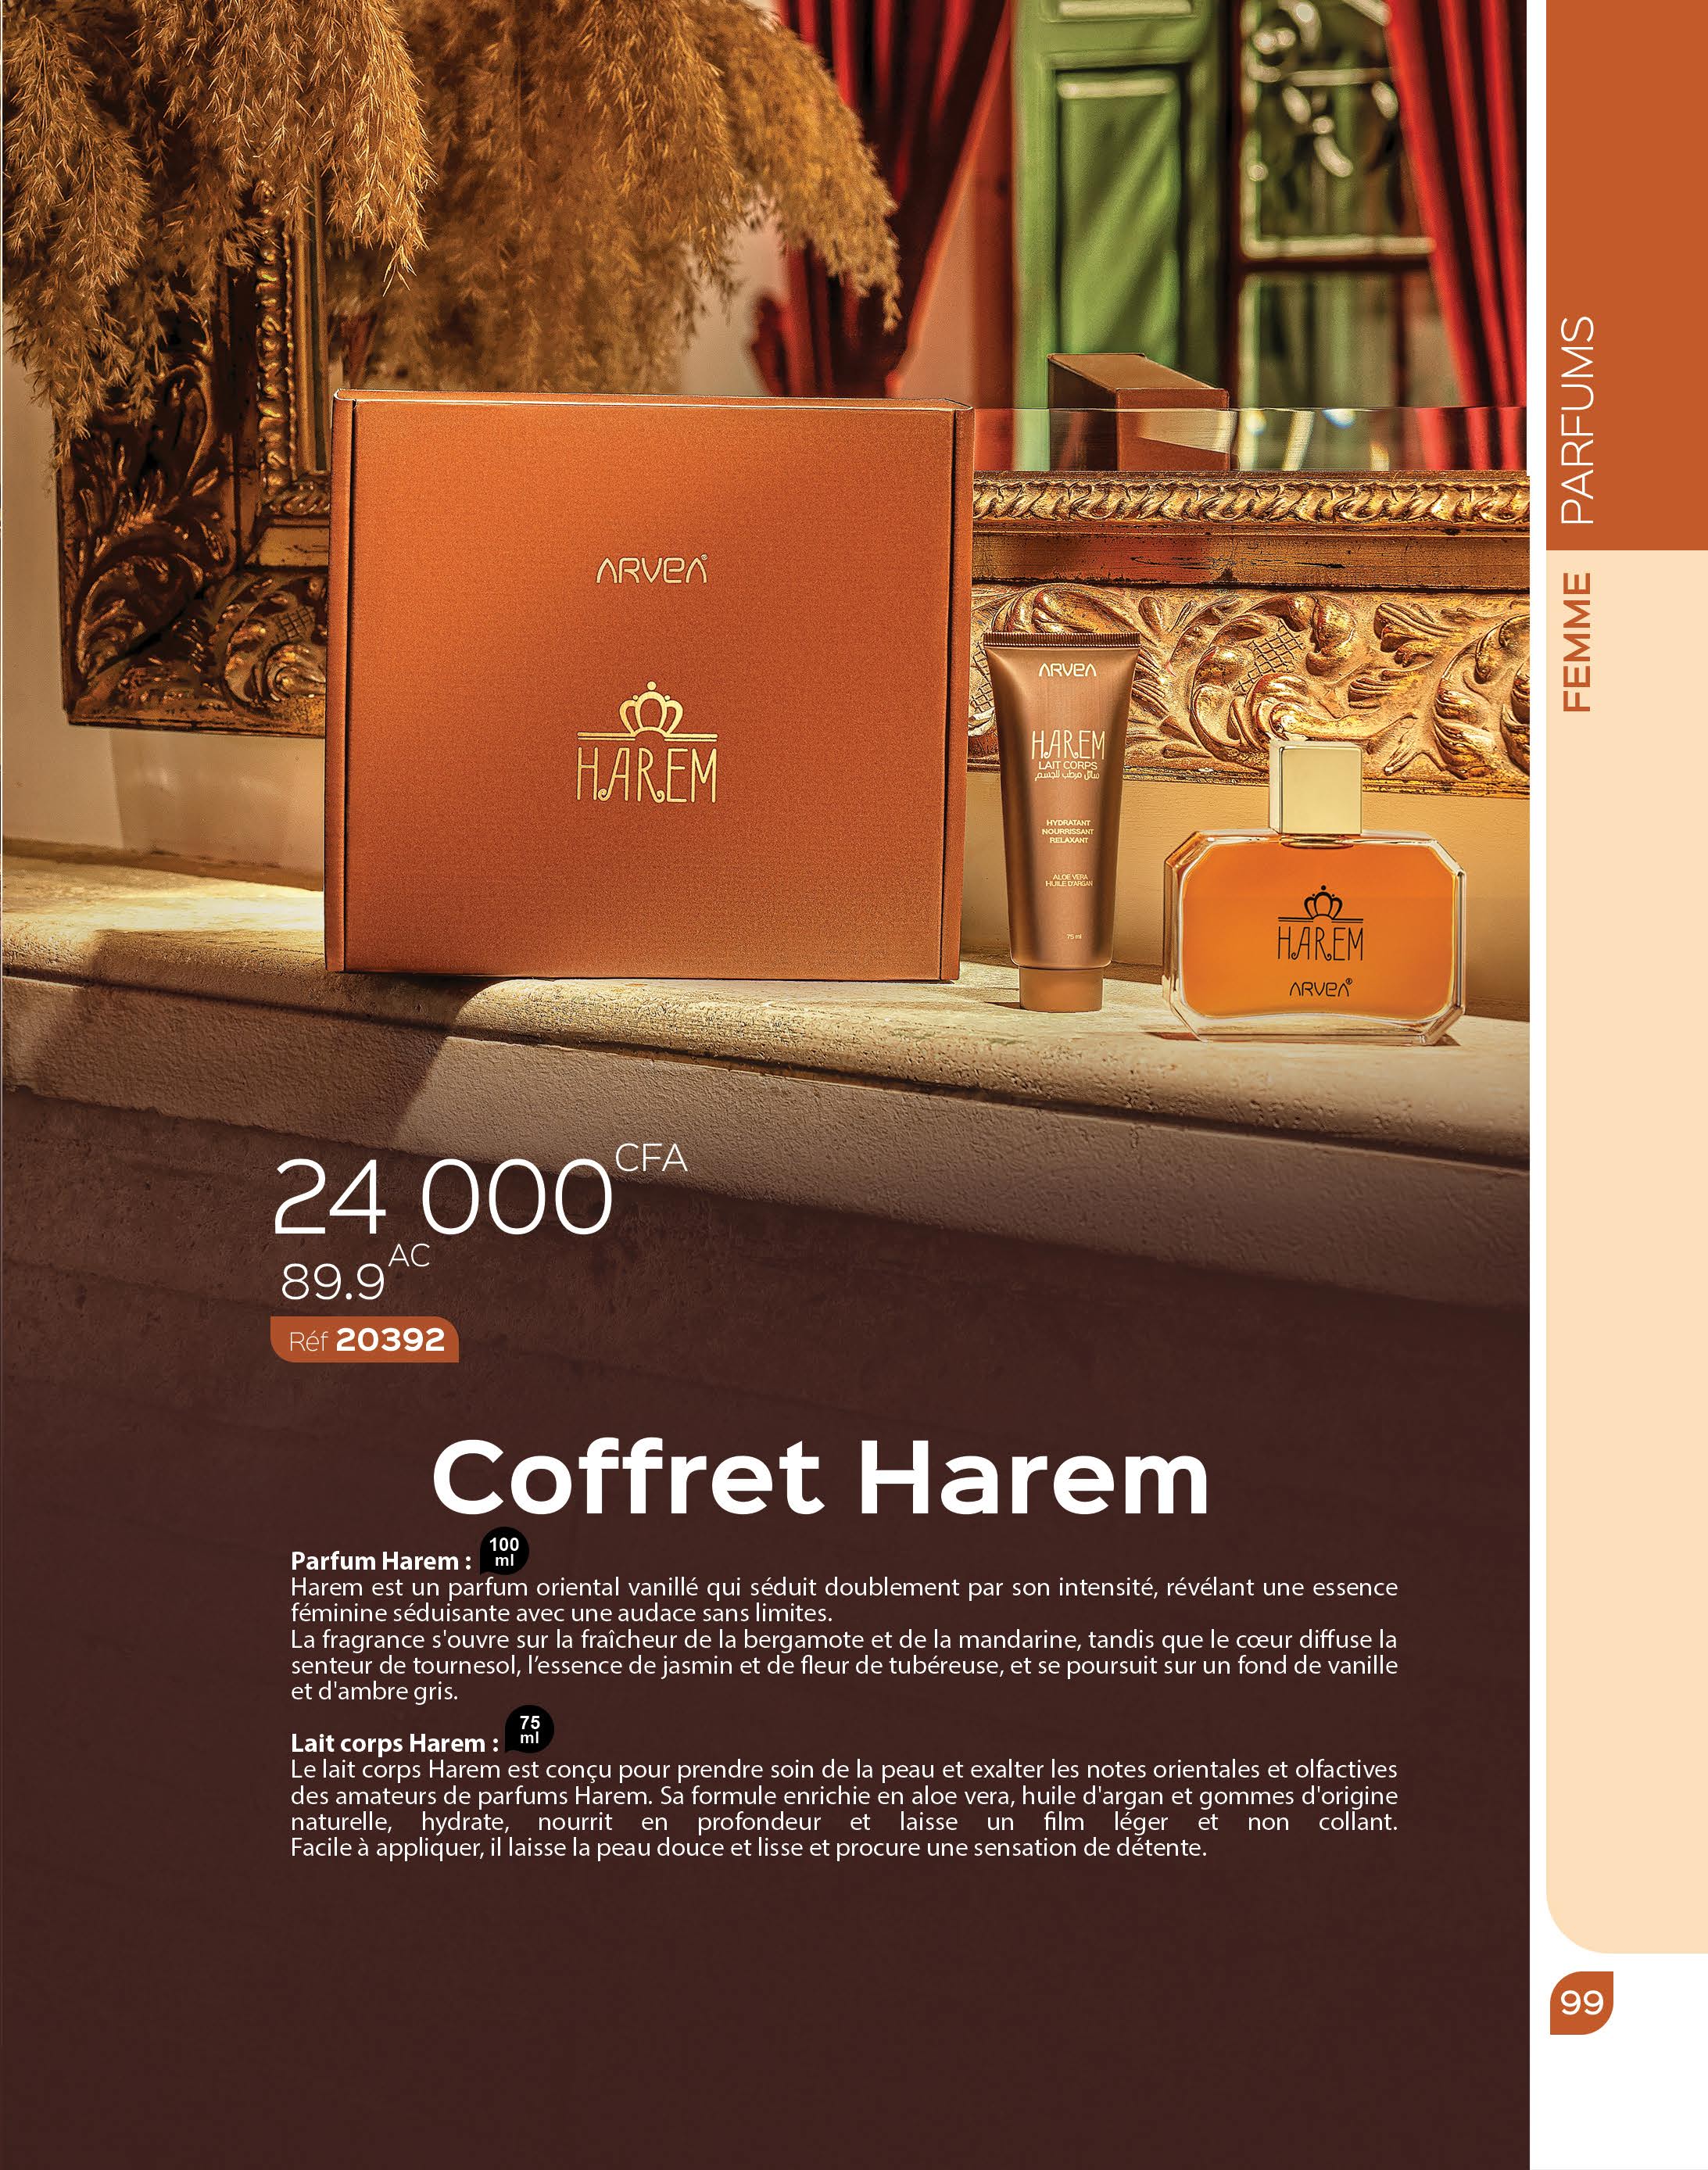 PARFUMS
FEMME
ARVEA®
HAREM
ARVEA
HAREM
LAIT CORPS
سائل مرطب للجسم
HYDRATANT
NOURRISSANT
RELAXANT
ALOE VERA
HUILE D'ARGAN
75 ml
HAREM
ARVEA®
24 000 CFA
89.9 AC
Réf 20392
Coffret Harem
Parfum Harem : 100 ml
Harem est un parfum oriental vanillé qui séduit doublement par son intensité, révélant une essence
féminine séduisante avec une audace sans limites.
La fragrance s'ouvre sur la fraîcheur de la bergamote et de la mandarine, tandis que le cœur diffuse la
senteur de tournesol, l’essence de jasmin et de fleur de tubéreuse, et se poursuit sur un fond de vanille
et d'ambre gris.
Lait corps Harem : 75 ml
Le lait corps Harem est conçu pour prendre soin de la peau et exalter les notes orientales et olfactives
des amateurs de parfums Harem. Sa formule enrichie en aloe vera, huile d'argan et gommes d'origine
naturelle, hydrate, nourrit en profondeur et laisse un film léger et non collant.
Facile à appliquer, il laisse la peau douce et lisse et procure une sensation de détente.
99